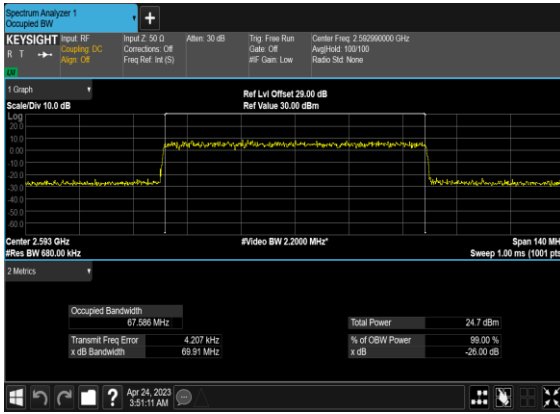 Spectrum Analyzer 1
Occupied BW
+
KEYSIGHT
R T
LW
Input: RF
Coupling: DC
Align: Off
Input Z: 50 Ω
Corrections: Off
Freq Ref: Int (S)
Atten: 30 dB
Trig: Free Run
Gate: Off
#IF Gain: Low
Center Freq: 2.592990000 GHz
Avg|Hold: 100/100
Radio Std: None
1 Graph
Scale/Div 10.0 dB
Ref Lvl Offset 29.00 dB
Ref Value 30.00 dBm
Log
20.0
10.0
0.00
-10.0
-20.0
-30.0
-40.0
-50.0
-60.0
Center 2.593 GHz
#Res BW 680.00 kHz
#Video BW 2.2000 MHz*
Span 140 MH
Sweep 1.00 ms (1001 pts
2 Metrics
Occupied Bandwidth
67.586 MHz
Transmit Freq Error 4.207 kHz
x dB Bandwidth 69.91 MHz
Total Power 24.7 dBm
% of OBW Power 99.00 %
x dB -26.00 dB
?
Apr 24, 2023
3:51:11 AM